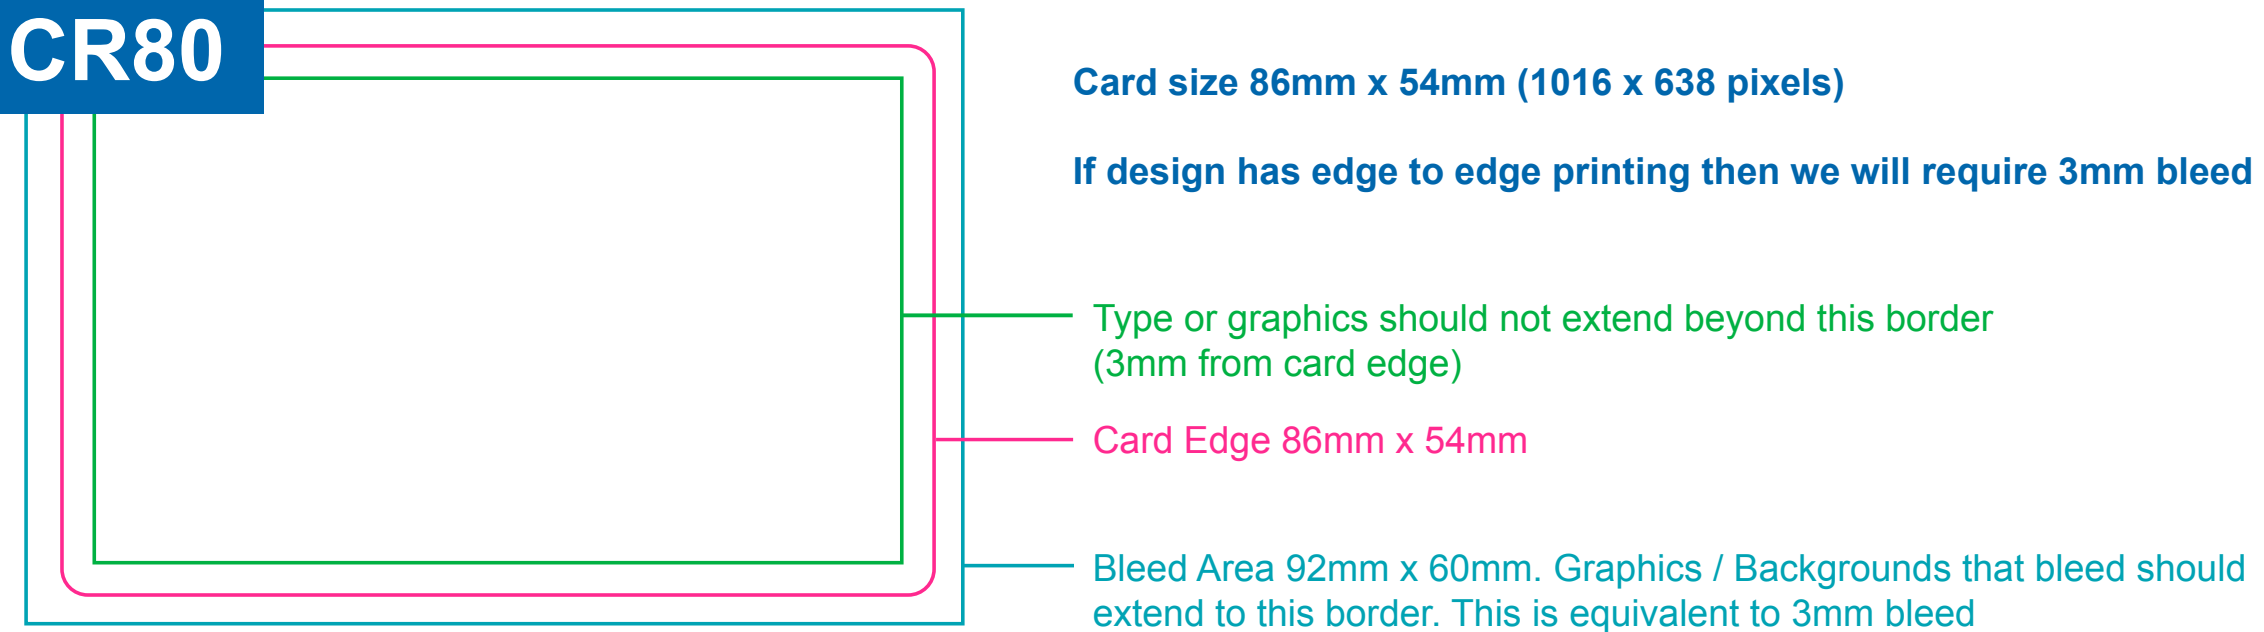 CR80
Card size 86mm x 54mm (1016 x 638 pixels)
If design has edge to edge printing then we will require 3mm bleed
Type or graphics should not extend beyond this border
(3mm from card edge)
Card Edge 86mm x 54mm
Bleed Area 92mm x 60mm. Graphics / Backgrounds that bleed should
extend to this border. This is equivalent to 3mm bleed